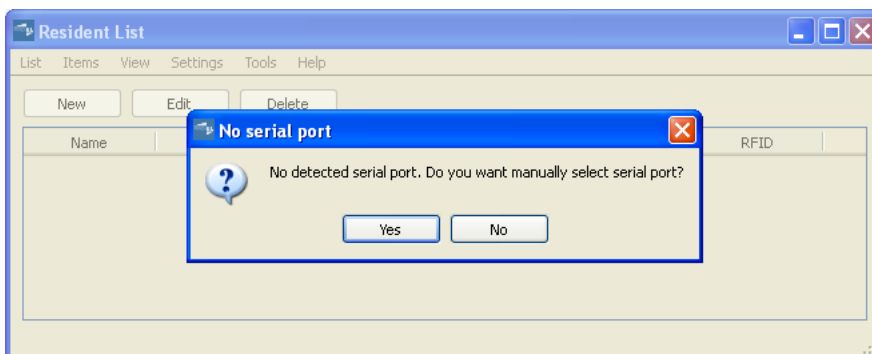 Resident List
List Items View Settings Tools Help
New Edit Delete
Name RFID
No serial port
No detected serial port. Do you want manually select serial port?
Yes No